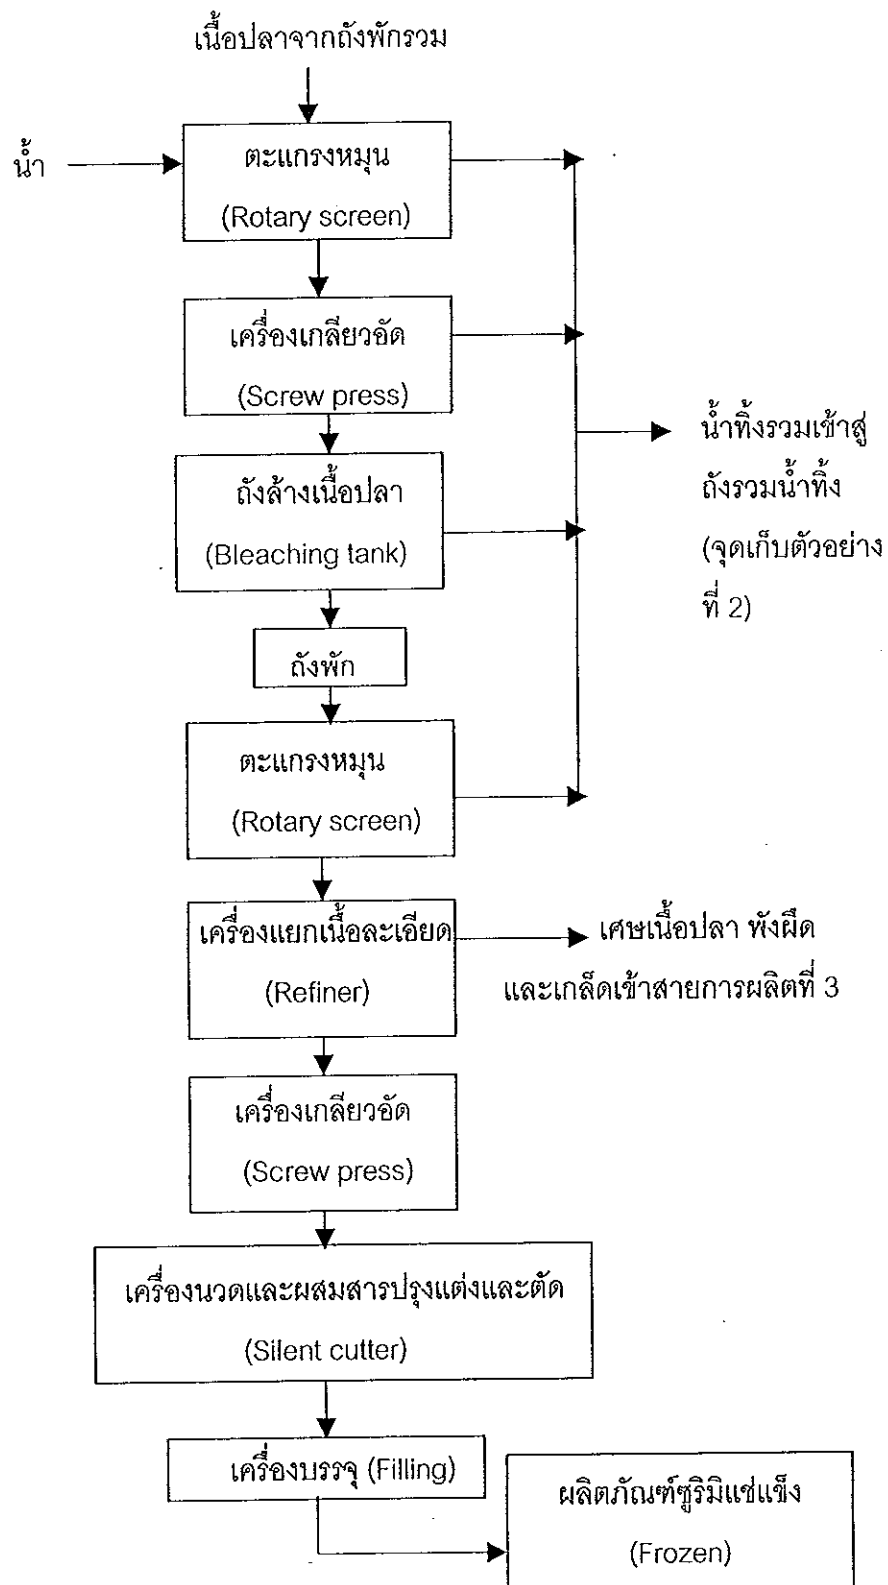 เนื้อปลาจากถังพักรวม
น้ำ
ตะแกรงหมุน
(Rotary screen)
เครื่องเกลียวอัด
(Screw press)
น้ำทิ้งรวมเข้าสู่
ถังรวมน้ำทิ้ง
(จุดเก็บตัวอย่าง
ที่ 2)
ถังล้างเนื้อปลา
(Bleaching tank)
ถังพัก
ตะแกรงหมุน
(Rotary screen)
เครื่องแยกเนื้อละเอียด
(Refiner)
เศษเนื้อปลา พังผืด
และเกล็ดเข้าสายการผลิตที่ 3
เครื่องเกลียวอัด
(Screw press)
เครื่องนวดและผสมสารปรุงแต่งและตัด
(Silent cutter)
เครื่องบรรจุ (Filling)
ผลิตภัณฑ์ซูริมิแช่แข็ง
(Frozen)